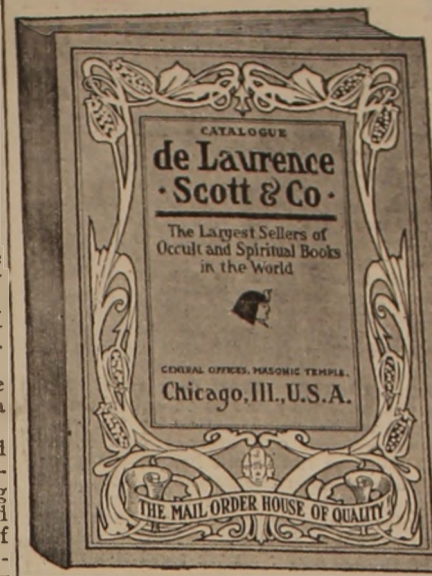 CATALOGUE
de Laurence
· Scott & Co ·
The Largest Sellers of
Occult and Spiritual Books
in the World
GENERAL OFFICES, MASONIC TEMPLE.
Chicago, Ill., U.S.A.
THE MAIL ORDER HOUSE OF QUALITY